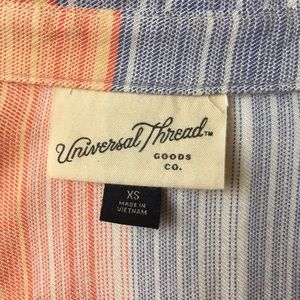 Universal Thread™
GOODS
CO.
XS
MADE IN
VIETNAM